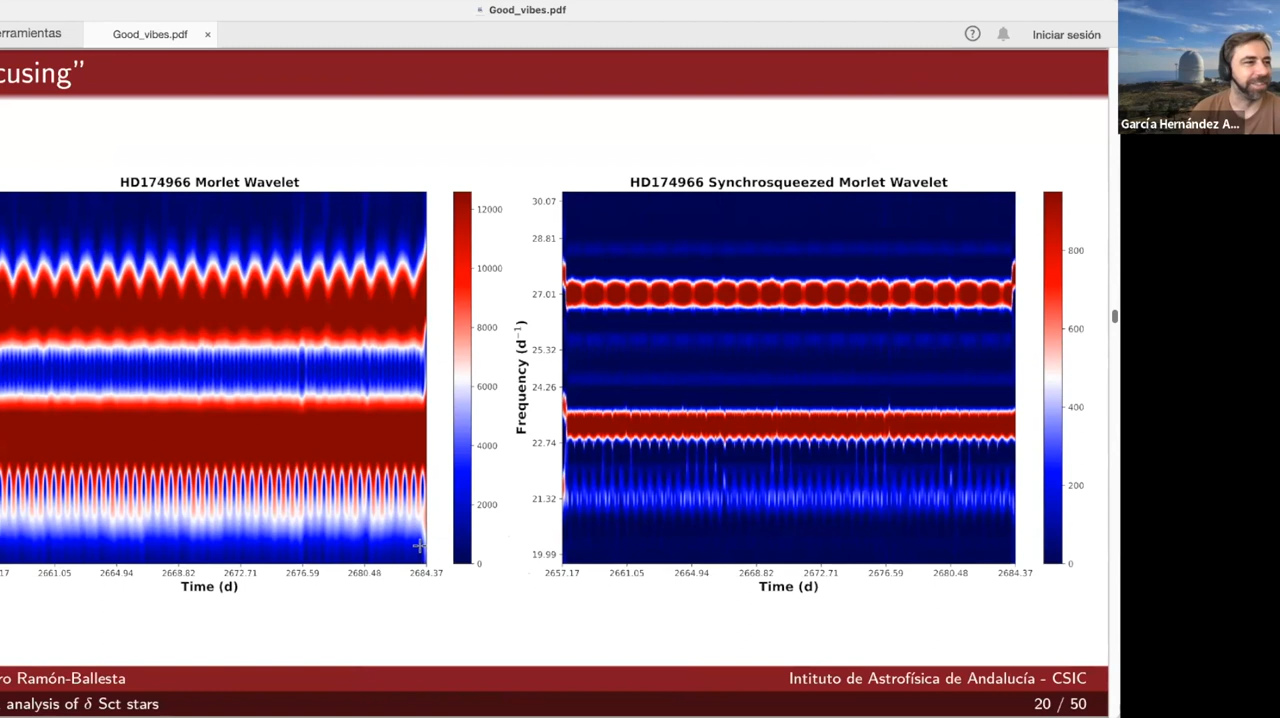 Good_vibes.pdf
erramientas
Good_vibes.pdf ×
? Iniciar sesión
cusing”
García Hernández A...
HD174966 Morlet Wavelet
12000
10000
8000
6000
4000
2000
0
17 2661.05 2664.94 2668.82 2672.71 2676.59 2680.48 2684.37
Time (d)
HD174966 Synchrosqueezed Morlet Wavelet
Frequency (d⁻¹)
30.07
28.81
27.01
25.32
24.26
22.74
21.32
19.99
2657.17 2661.05 2664.94 2668.82 2672.71 2676.59 2680.48 2684.37
Time (d)
800
600
400
200
0
ro Ramón-Ballesta
Intituto de Astrofísica de Andalucía - CSIC
analysis of δ Sct stars
20 / 50